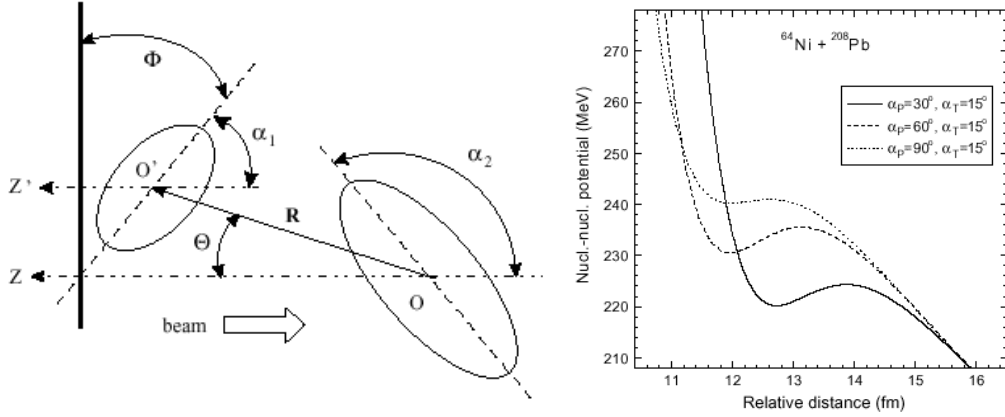 Φ
α₁
α₂
O'
Z'
R
Θ
Z
O
beam
⁶⁴Ni + ²⁰⁸Pb
αP=30°, αT=15°
αP=60°, αT=15°
αP=90°, αT=15°
Nucl.-nucl. potential (MeV)
270
260
250
240
230
220
210
11 12 13 14 15 16
Relative distance (fm)